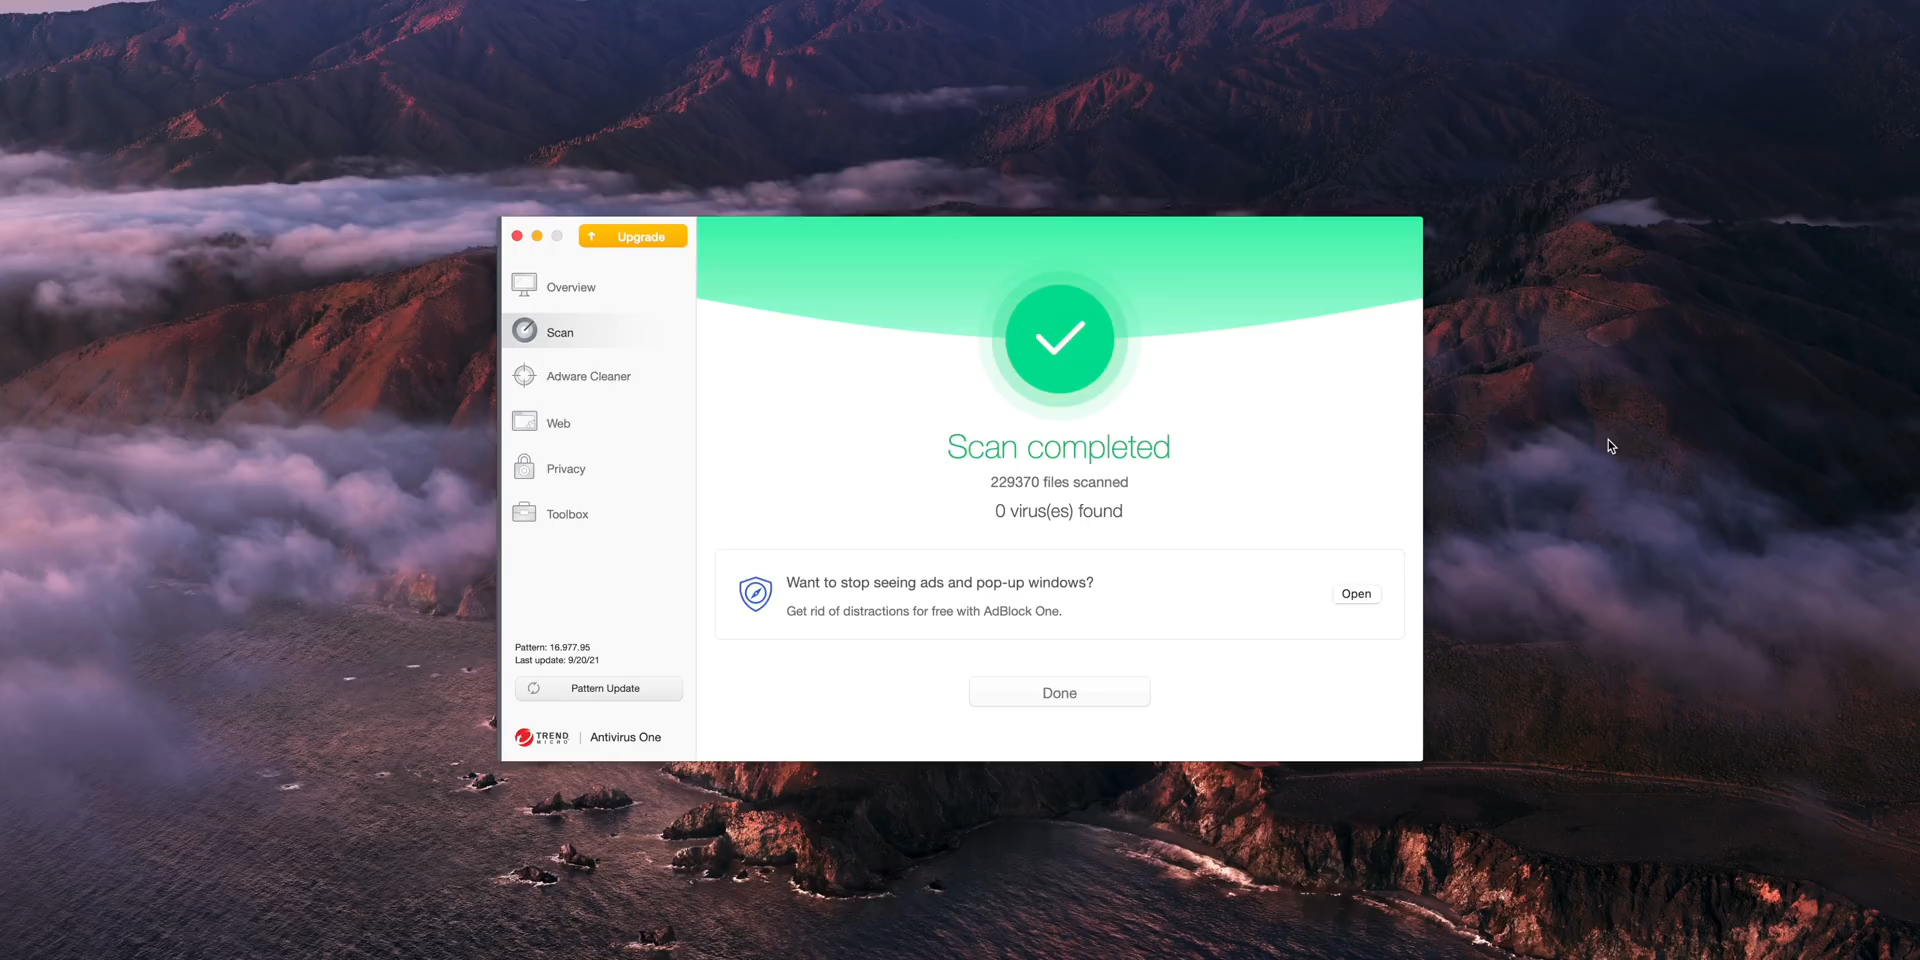 Upgrade
Overview
Scan
Adware Cleaner
Web
Privacy
Toolbox
Pattern: 16.977.95
Last update: 9/20/21
Pattern Update
TREND
MICRO
Antivirus One
Scan completed
229370 files scanned
0 virus(es) found
Want to stop seeing ads and pop-up windows?
Get rid of distractions for free with AdBlock One.
Open
Done